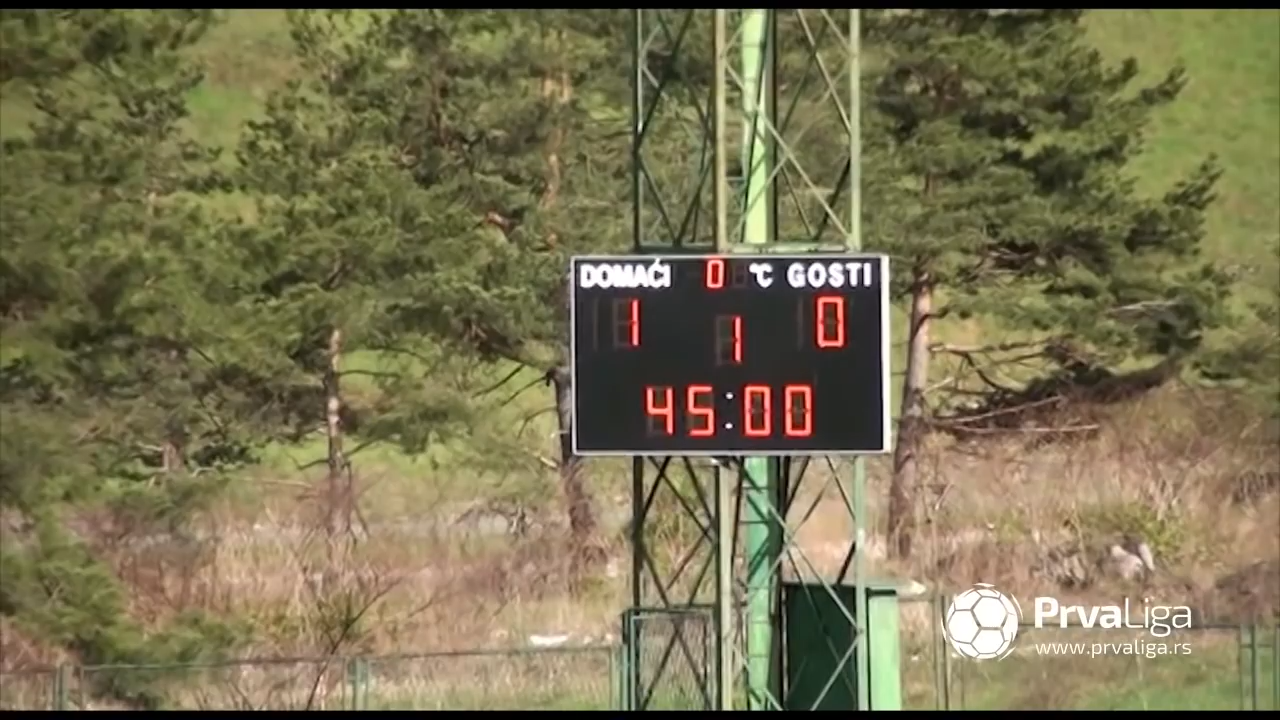 DOMAĆI 0 °C GOSTI
1 1 0
45:00
PrvaLiga
www.prvaliga.rs